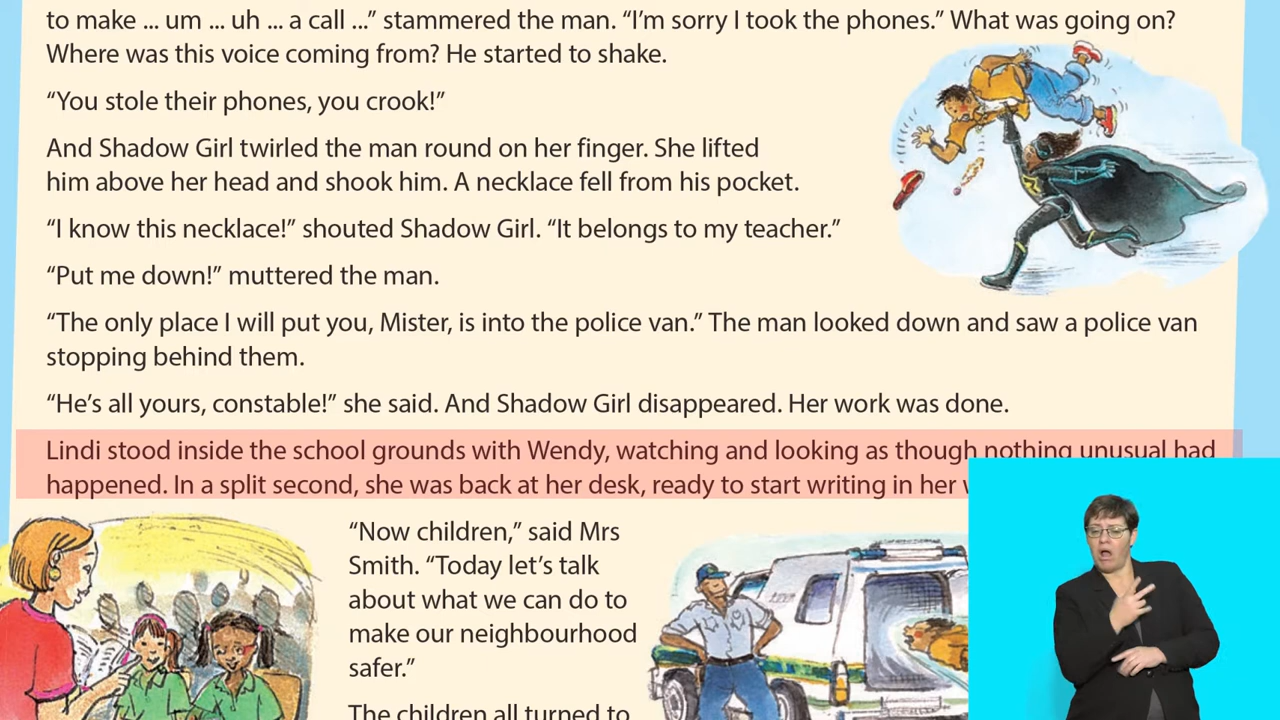 to make ... um ... uh ... a call ...” stammered the man. “I’m sorry I took the phones.” What was going on?
Where was this voice coming from? He started to shake.
“You stole their phones, you crook!”
And Shadow Girl twirled the man round on her finger. She lifted
him above her head and shook him. A necklace fell from his pocket.
“I know this necklace!” shouted Shadow Girl. “It belongs to my teacher.”
“Put me down!” muttered the man.
“The only place I will put you, Mister, is into the police van.” The man looked down and saw a police van
stopping behind them.
“He’s all yours, constable!” she said. And Shadow Girl disappeared. Her work was done.
Lindi stood inside the school grounds with Wendy, watching and looking as though nothing unusual had
happened. In a split second, she was back at her desk, ready to start writing in her
“Now children,” said Mrs
Smith. “Today let’s talk
about what we can do to
make our neighbourhood
safer.”
The children all turned to